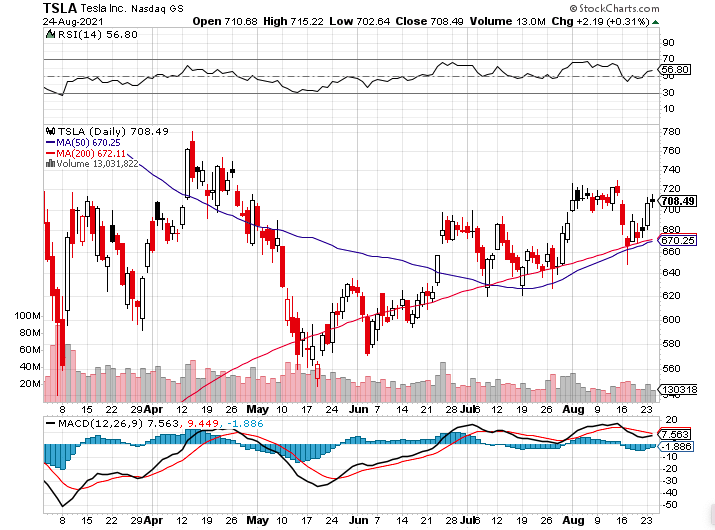 TSLA Tesla Inc. Nasdaq GS © StockCharts.com
24-Aug-2021 Open 710.68 High 715.22 Low 702.64 Close 708.49 Volume 13.0M Chg +2.19 (+0.31%)
RSI(14) 56.80
90
70
56.80
50
30
10
TSLA (Daily) 708.49
MA(50) 670.25
MA(200) 672.11
Volume 13,031,822
780
760
740
720
708.49
700
680
670.25
660
640
620
600
580
560
540
130318
100M
80M
60M
40M
20M
8 15 22 29 Apr 12 19 26 May 10 17 24 Jun 7 14 21 28 Jul 6 12 19 26 Aug 9 16 23
MACD(12,26,9) 7.563, 9.449, -1.886
20
7.563
-1.886
-10
-20
-30
-40
-50
8 15 22 29 Apr 12 19 26 May 10 17 24 Jun 7 14 21 28 Jul 6 12 19 26 Aug 9 16 23